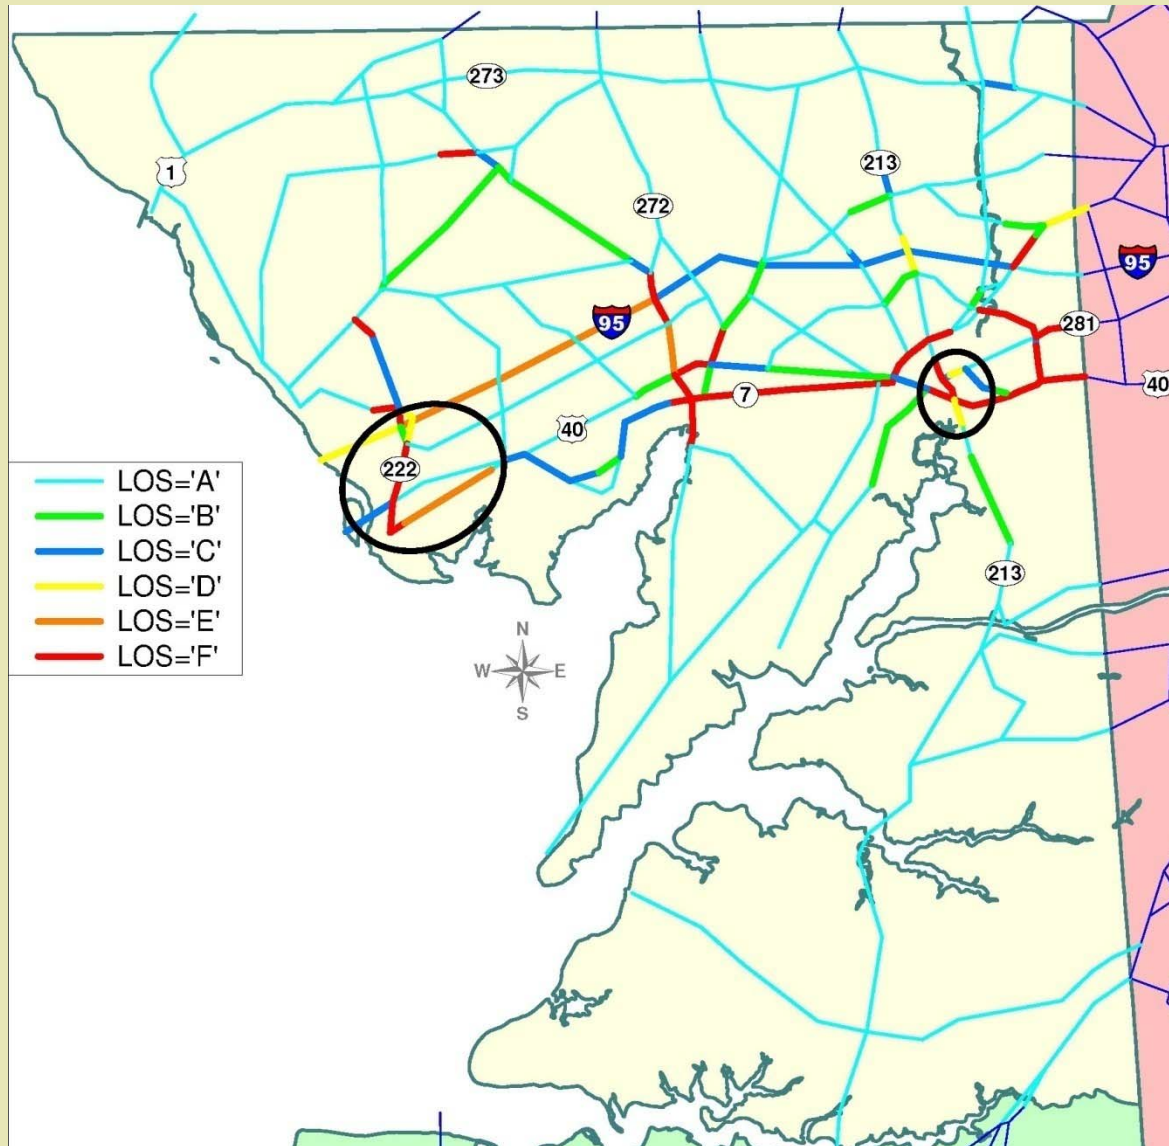 273
1
213
272
95
95
281
40
7
40
222
LOS='A'
LOS='B'
LOS='C'
LOS='D'
LOS='E'
LOS='F'
213
N
W E
S